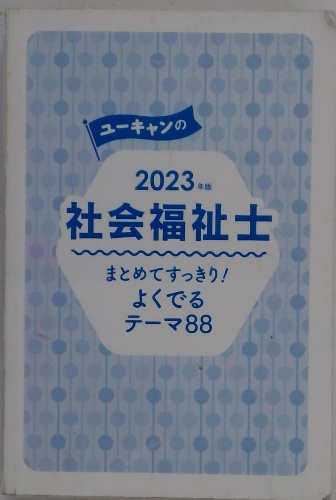 ユーキャンの
2023年版
社会福祉士
まとめてすっきり!
よくでる
テーマ88